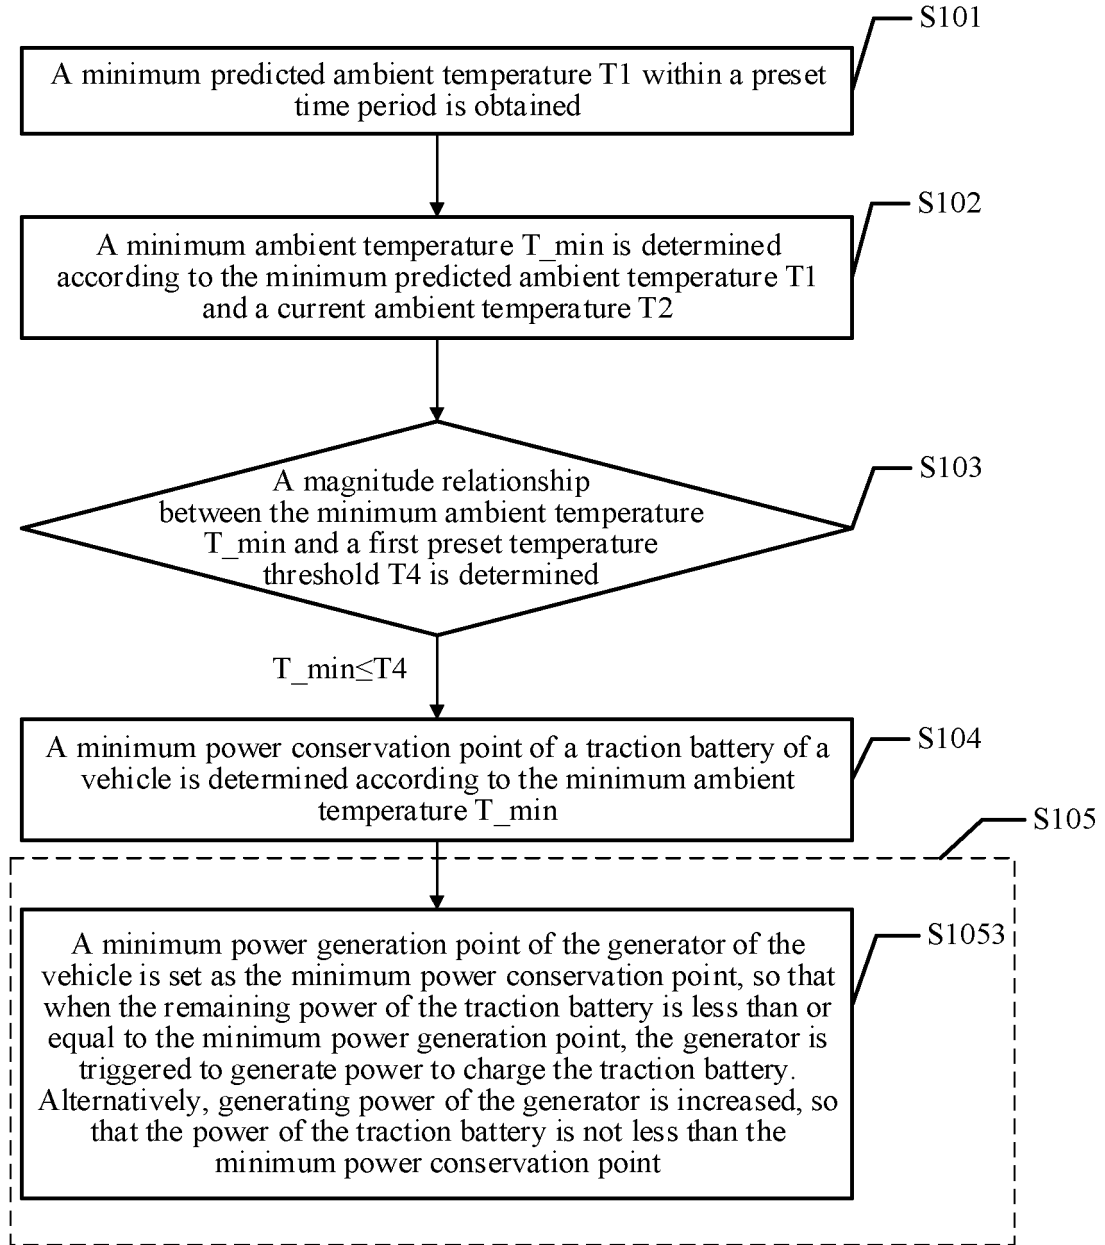 S101
A minimum predicted ambient temperature T1 within a preset
time period is obtained
S102
A minimum ambient temperature T_min is determined
according to the minimum predicted ambient temperature T1
and a current ambient temperature T2
S103
A magnitude relationship
between the minimum ambient temperature
T_min and a first preset temperature
threshold T4 is determined
T_min≤T4
S104
A minimum power conservation point of a traction battery of a
vehicle is determined according to the minimum ambient
temperature T_min
S105
S1053
A minimum power generation point of the generator of the
vehicle is set as the minimum power conservation point, so that
when the remaining power of the traction battery is less than or
equal to the minimum power generation point, the generator is
triggered to generate power to charge the traction battery.
Alternatively, generating power of the generator is increased, so
that the power of the traction battery is not less than the
minimum power conservation point